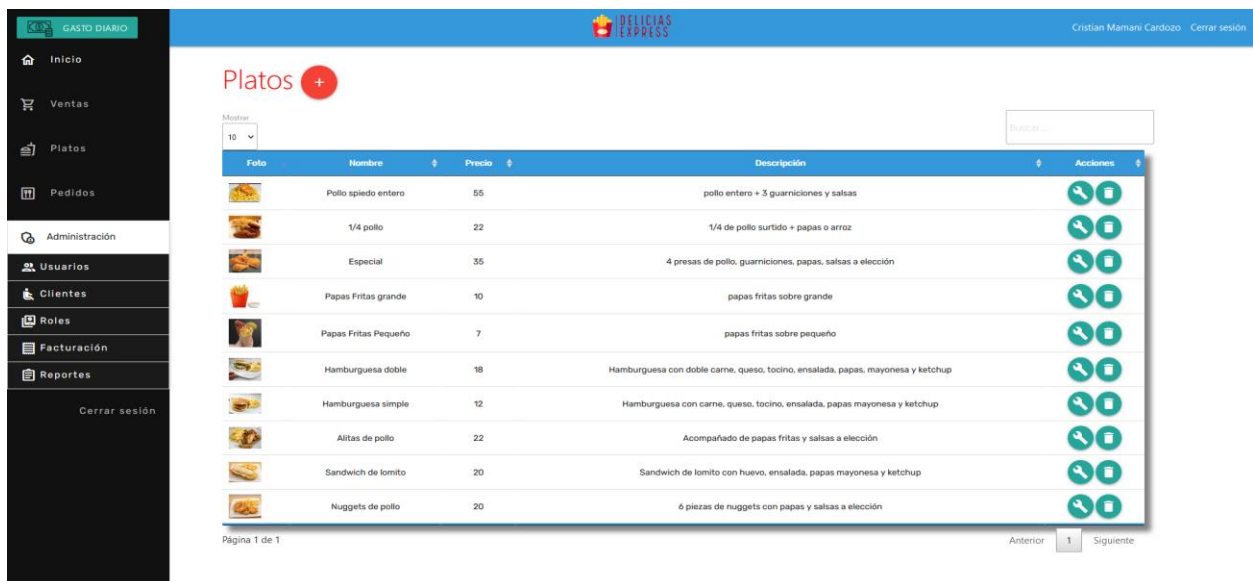 GASTO DIARIO
DELICIAS
EXPRESS
Cristian Mamani Cardozo Cerrar sesión
Inicio
Ventas
Platos
Pedidos
Administración
Usuarios
Clientes
Roles
Facturación
Reportes
Cerrar sesión
Platos +
Mostrar
10
Buscar...
Foto Nombre Precio Descripción Acciones
Pollo spiedo entero 55 pollo entero + 3 guarniciones y salsas
1/4 pollo 22 1/4 de pollo surtido + papas o arroz
Especial 35 4 presas de pollo, guarniciones, papas, salsas a elección
Papas Fritas grande 10 papas fritas sobre grande
Papas Fritas Pequeño 7 papas fritas sobre pequeño
Hamburguesa doble 18 Hamburguesa con doble carne, queso, tocino, ensalada, papas, mayonesa y ketchup
Hamburguesa simple 12 Hamburguesa con carne, queso, tocino, ensalada, papas mayonesa y ketchup
Alitas de pollo 22 Acompañado de papas fritas y salsas a elección
Sandwich de lomito 20 Sandwich de lomito con huevo, ensalada, papas mayonesa y ketchup
Nuggets de pollo 20 6 piezas de nuggets con papas y salsas a elección
Página 1 de 1
Anterior 1 Siguiente